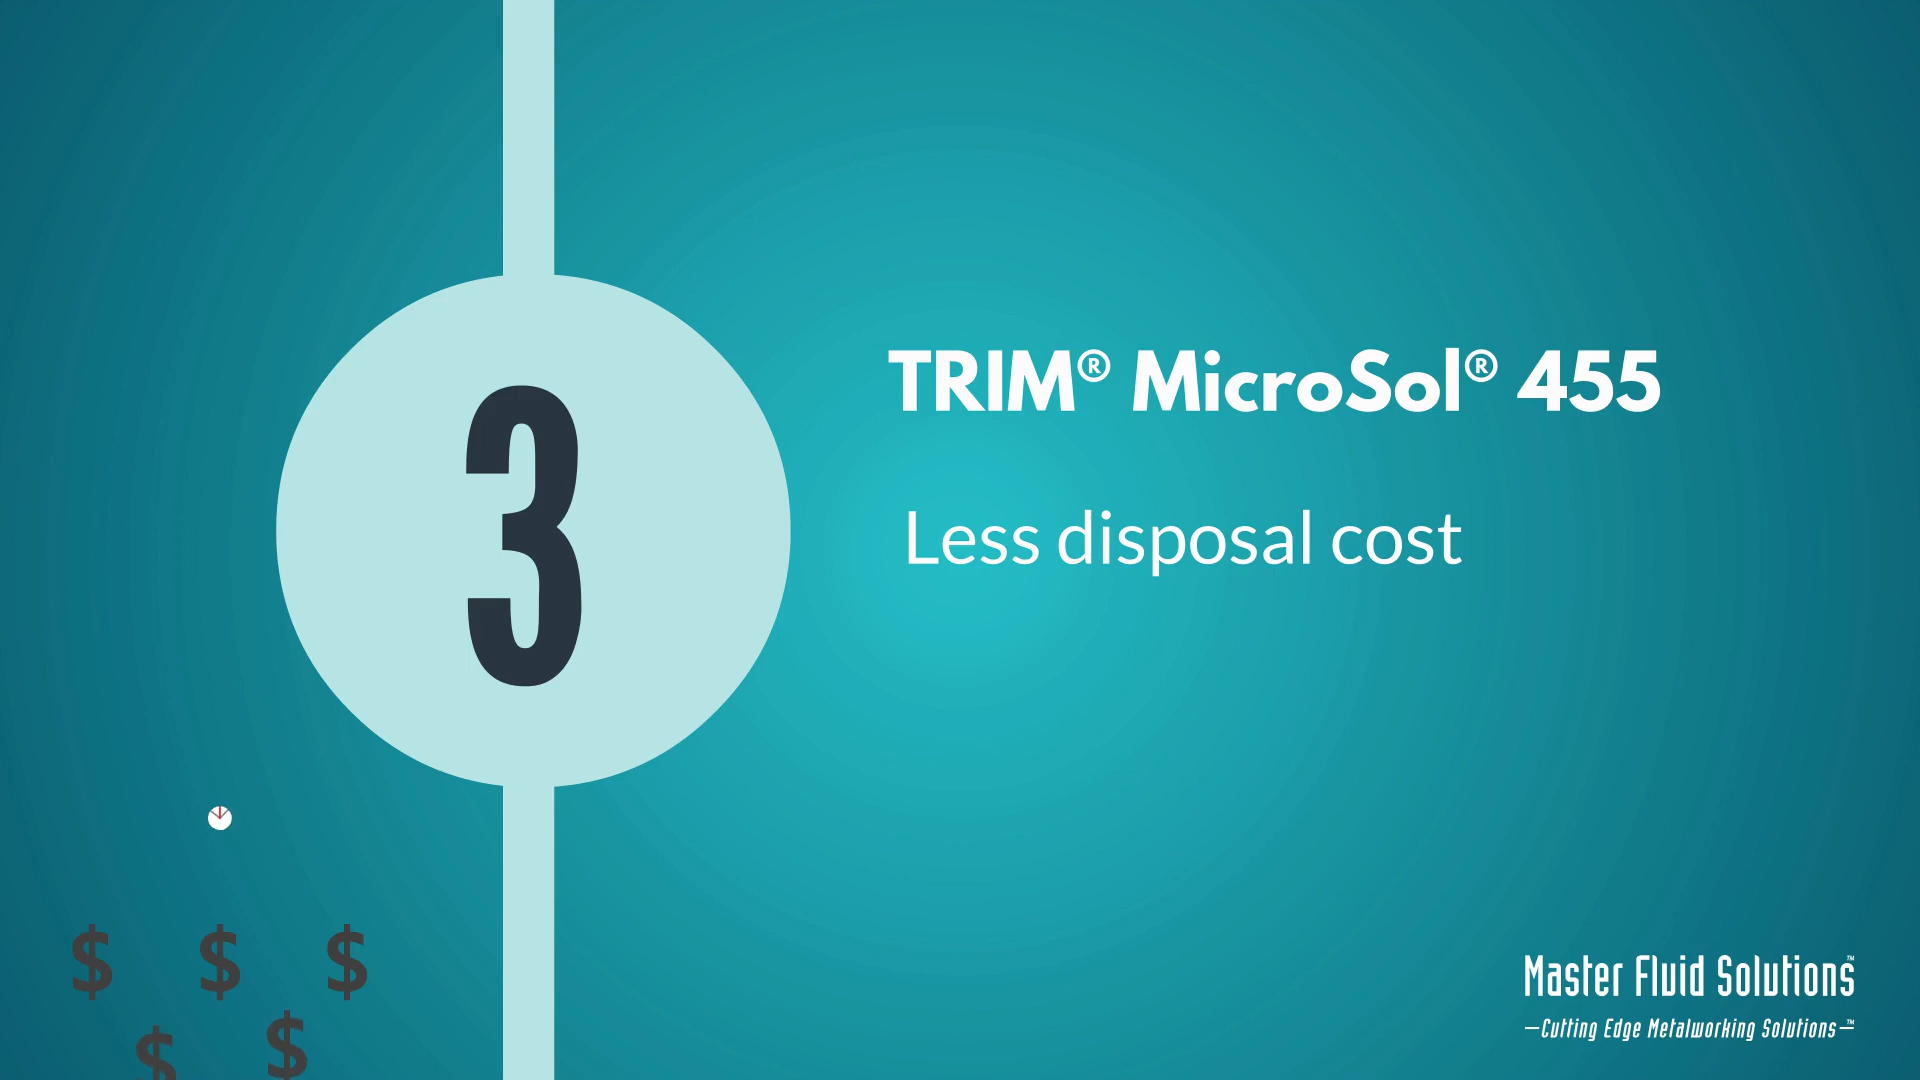 3
TRIM® MicroSol® 455
Less disposal cost
$ $ $
$ $
Master Fluid Solutions™
—Cutting Edge Metalworking Solutions™—